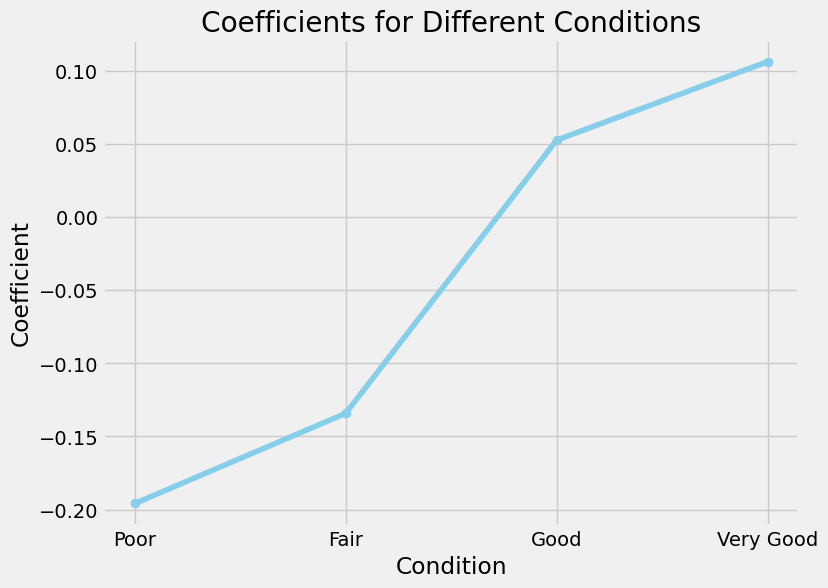 Coefficients for Different Conditions
Coefficient
0.10
0.05
0.00
−0.05
−0.10
−0.15
−0.20
Poor Fair Good Very Good
Condition